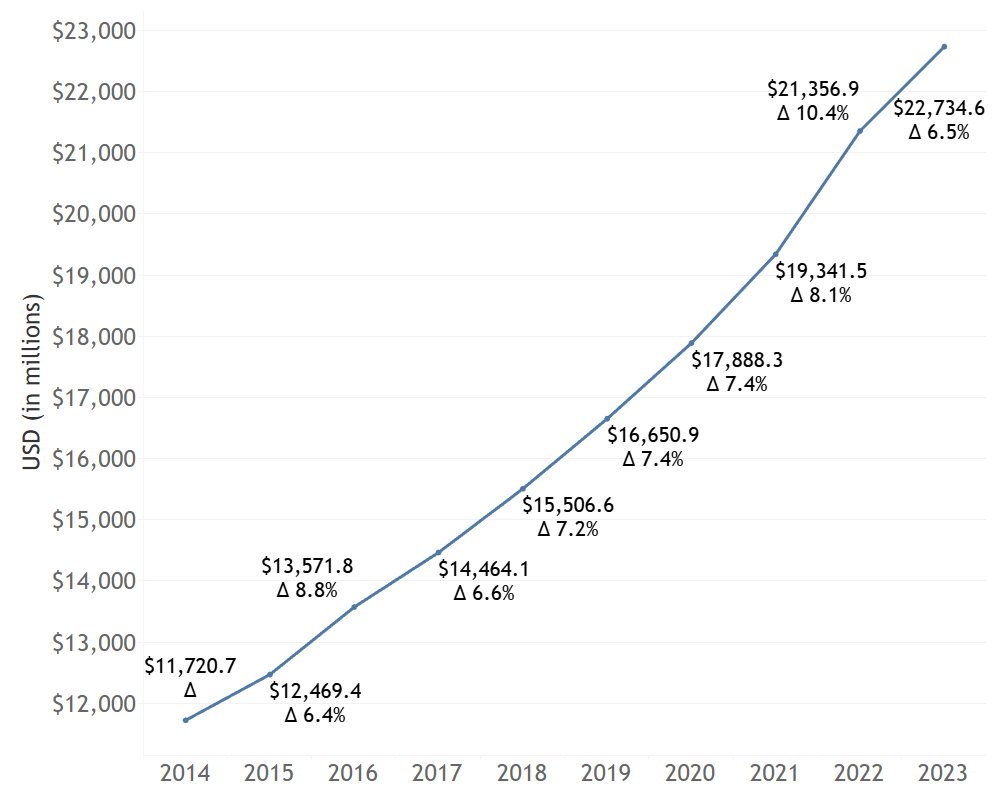 $23,000
$22,000
$21,000
$20,000
$19,000
$18,000
$17,000
$16,000
$15,000
$14,000
$13,000
$12,000
USD (in millions)
$11,720.7
Δ
$12,469.4
Δ 6.4%
$13,571.8
Δ 8.8%
$14,464.1
Δ 6.6%
$15,506.6
Δ 7.2%
$16,650.9
Δ 7.4%
$17,888.3
Δ 7.4%
$19,341.5
Δ 8.1%
$21,356.9
Δ 10.4%
$22,734.6
Δ 6.5%
2014 2015 2016 2017 2018 2019 2020 2021 2022 2023